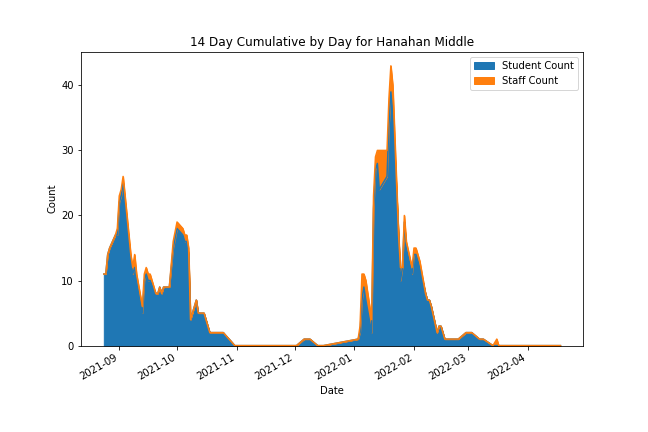 14 Day Cumulative by Day for Hanahan Middle
Student Count
Staff Count
Count
40
30
20
10
0
2021-09
2021-10
2021-11
2021-12
2022-01
2022-02
2022-03
2022-04
Date